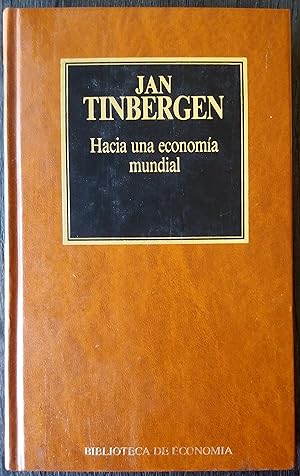 JAN
TINBERGEN
Hacia una economía
mundial
BIBLIOTECA DE ECONOMIA